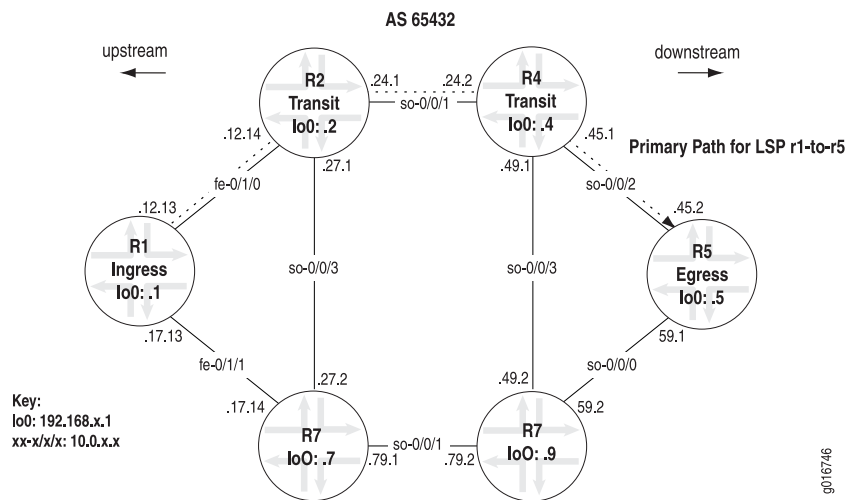 AS 65432
upstream
downstream
R2
Transit
lo0: .2
.24.1
.24.2
so-0/0/1
R4
Transit
lo0: .4
.12.14
.45.1
Primary Path for LSP r1-to-r5
.27.1
.49.1
fe-0/1/0
so-0/0/2
.12.13
.45.2
R1
Ingress
lo0: .1
so-0/0/3
so-0/0/3
R5
Egress
lo0: .5
.17.13
59.1
fe-0/1/1
so-0/0/0
.27.2
.49.2
.17.14
59.2
Key:
lo0: 192.168.x.1
xx-x/x/x: 10.0.x.x
R7
loO: .7
.79.1
so-0/0/1
.79.2
R7
loO: .9
g016746